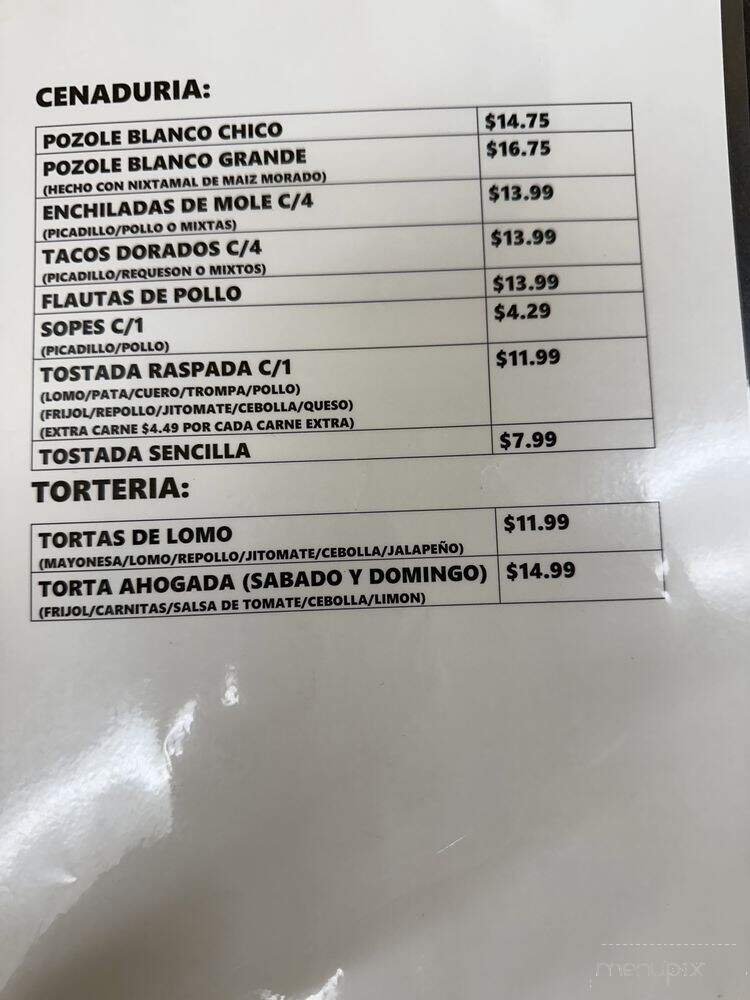 CENADURIA:
POZOLE BLANCO CHICO $14.75
POZOLE BLANCO GRANDE $16.75
(HECHO CON NIXTAMAL DE MAIZ MORADO)
ENCHILADAS DE MOLE C/4 $13.99
(PICADILLO/POLLO O MIXTAS)
TACOS DORADOS C/4 $13.99
(PICADILLO/REQUESON O MIXTOS)
FLAUTAS DE POLLO $13.99
SOPES C/1 $4.29
(PICADILLO/POLLO)
TOSTADA RASPADA C/1 $11.99
(LOMO/PATA/CUERO/TROMPA/POLLO)
(FRIJOL/REPOLLO/JITOMATE/CEBOLLA/QUESO)
(EXTRA CARNE $4.49 POR CADA CARNE EXTRA)
TOSTADA SENCILLA $7.99
TORTERIA:
TORTAS DE LOMO $11.99
(MAYONESA/LOMO/REPOLLO/JITOMATE/CEBOLLA/JALAPEÑO)
TORTA AHOGADA (SABADO Y DOMINGO) $14.99
(FRIJOL/CARNITAS/SALSA DE TOMATE/CEBOLLA/LIMON)
menupix